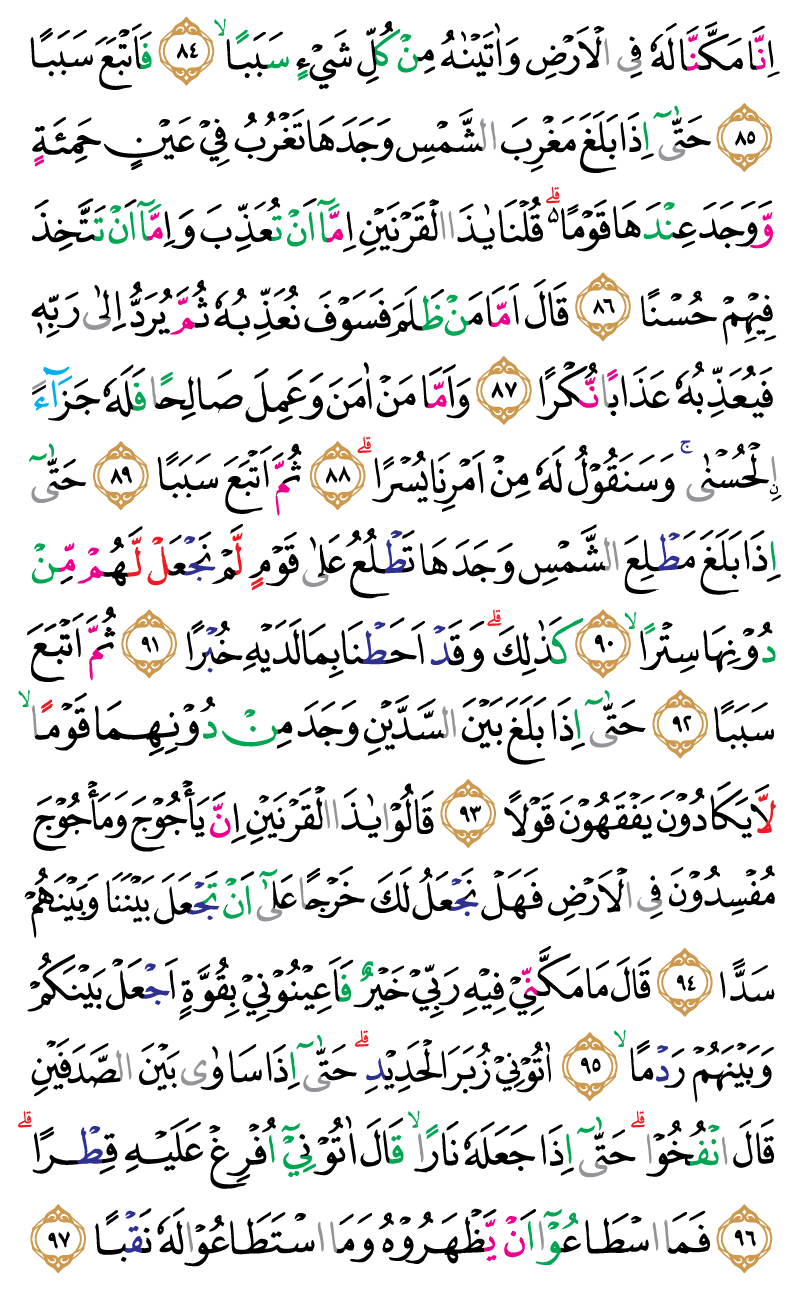 اِنَّا مَكَّنَّا لَهٗ فِي الْاَرْضِ وَاٰتَيْنٰهُ مِنْ كُلِّ شَيْءٍ سَبَبًاۙ ٨٤ فَاَتْبَعَ سَبَبًا
٨٥ حَتّٰىٓ اِذَا بَلَغَ مَغْرِبَ الشَّمْسِ وَجَدَهَا تَغْرُبُ فِيْ عَيْنٍ حَمِئَةٍ
وَّوَجَدَ عِنْدَهَا قَوْمًا ەۗ قُلْنَا يٰذَا الْقَرْنَيْنِ اِمَّآ اَنْ تُعَذِّبَ وَاِمَّآ اَنْ تَتَّخِذَ
فِيْهِمْ حُسْنًا ٨٦ قَالَ اَمَّا مَنْ ظَلَمَ فَسَوْفَ نُعَذِّبُهٗ ثُمَّ يُرَدُّ اِلٰى رَبِّهٖ
فَيُعَذِّبُهٗ عَذَابًا نُّكْرًا ٨٧ وَاَمَّا مَنْ اٰمَنَ وَعَمِلَ صَالِحًا فَلَهٗ جَزَاۤءً
ۨالْحُسْنٰىۚ وَسَنَقُوْلُ لَهٗ مِنْ اَمْرِنَا يُسْرًاۗ ٨٨ ثُمَّ اَتْبَعَ سَبَبًا ٨٩ حَتّٰىٓ
اِذَا بَلَغَ مَطْلِعَ الشَّمْسِ وَجَدَهَا تَطْلُعُ عَلٰى قَوْمٍ لَّمْ نَجْعَلْ لَّهُمْ مِّنْ
دُوْنِهَا سِتْرًاۙ ٩٠ كَذٰلِكَۗ وَقَدْ اَحَطْنَا بِمَا لَدَيْهِ خُبْرًا ٩١ ثُمَّ اَتْبَعَ
سَبَبًا ٩٢ حَتّٰىٓ اِذَا بَلَغَ بَيْنَ السَّدَّيْنِ وَجَدَ مِنْ دُوْنِهِمَا قَوْمًاۙ
لَّا يَكَادُوْنَ يَفْقَهُوْنَ قَوْلًا ٩٣ قَالُوْا يٰذَا الْقَرْنَيْنِ اِنَّ يَأْجُوْجَ وَمَأْجُوْجَ
مُفْسِدُوْنَ فِى الْاَرْضِ فَهَلْ نَجْعَلُ لَكَ خَرْجًا عَلٰٓى اَنْ تَجْعَلَ بَيْنَنَا وَبَيْنَهُمْ
سَدًّا ٩٤ قَالَ مَا مَكَّنِّيْ فِيْهِ رَبِّيْ خَيْرٌ فَاَعِيْنُوْنِيْ بِقُوَّةٍ اَجْعَلْ بَيْنَكُمْ
وَبَيْنَهُمْ رَدْمًاۙ ٩٥ اٰتُوْنِيْ زُبَرَ الْحَدِيْدِۗ حَتّٰىٓ اِذَا سَاوٰى بَيْنَ الصَّدَفَيْنِ
قَالَ انْفُخُوْاۗ حَتّٰىٓ اِذَا جَعَلَهٗ نَارًاۙ قَالَ اٰتُوْنِيْٓ اُفْرِغْ عَلَيْهِ قِطْرًاۗ
٩٦ فَمَا اسْطَاعُوْٓا اَنْ يَّظْهَرُوْهُ وَمَا اسْتَطَاعُوْا لَهٗ نَقْبًا ٩٧